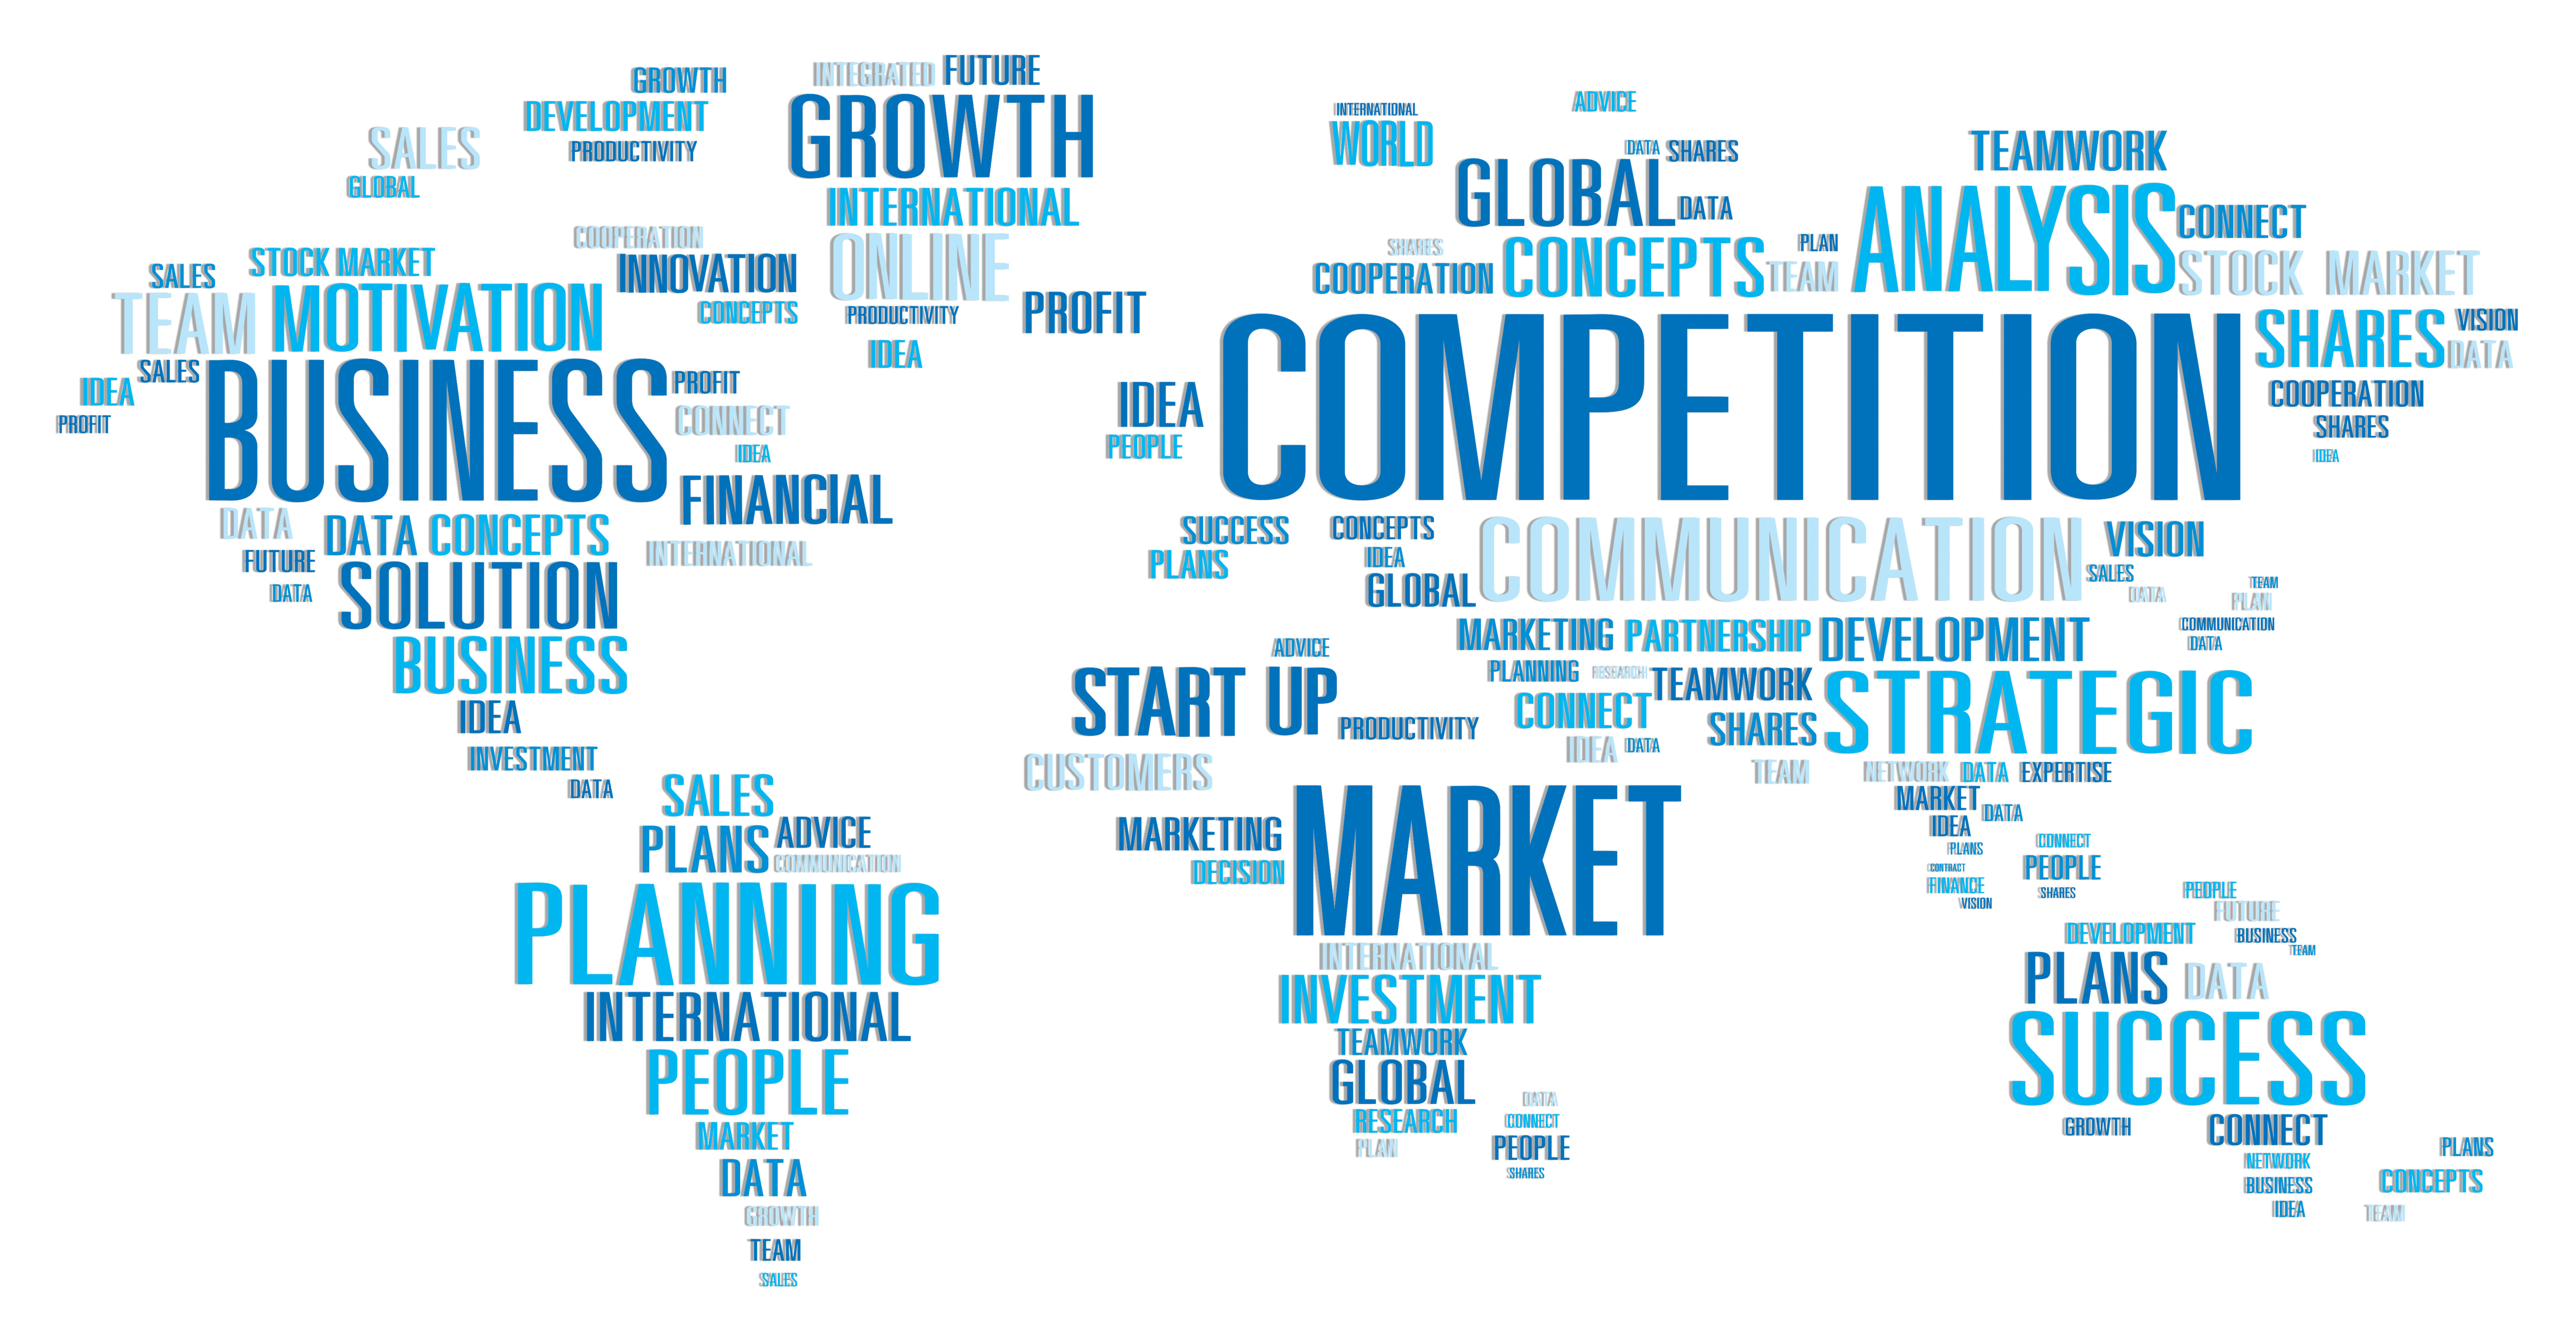 GROWTH
DEVELOPMENT
PRODUCTIVITY
SALES
GLOBAL
INTEGRATED FUTURE
GROWTH
INTERNATIONAL
ONLINE
PRODUCTIVITY
PROFIT
IDEA
COOPERATION
INNOVATION
CONCEPTS
STOCK MARKET
SALES
TEAM MOTIVATION
SALES
IDEA
PROFIT
BUSINESS
PROFIT
CONNECT
IDEA
FINANCIAL
INTERNATIONAL
DATA
DATA CONCEPTS
FUTURE
DATA
SOLUTION
BUSINESS
IDEA
INVESTMENT
DATA
SALES
PLANS
ADVICE
COMMUNICATION
PLANNING
INTERNATIONAL
PEOPLE
MARKET
DATA
GROWTH
TEAM
SALES
INTERNATIONAL
WORLD
ADVICE
DATA SHARES
GLOBAL
DATA
SHARES
COOPERATION
CONCEPTS
PLAN
TEAM
TEAMWORK
ANALYSIS
CONNECT
STOCK MARKET
SHARES
VISION
DATA
COOPERATION
SHARES
IDEA
IDEA
PEOPLE
COMPETITION
SUCCESS
PLANS
CONCEPTS
IDEA
GLOBAL
COMMUNICATION
VISION
SALES
DATA
TEAM
PLAN
COMMUNICATION
DATA
MARKETING PARTNERSHIP DEVELOPMENT
PLANNING RESEARCH TEAMWORK
CONNECT
SHARES
STRATEGIC
IDEA DATA
TEAM
NETWORK DATA EXPERTISE
MARKET
DATA
IDEA
PLANS
CONTRACT
FINANCE
VISION
CONNECT
PEOPLE
SHARES
ADVICE
START UP
PRODUCTIVITY
CUSTOMERS
MARKETING
DECISION
MARKET
INTERNATIONAL
INVESTMENT
TEAMWORK
GLOBAL
RESEARCH
PLAN
DATA
CONNECT
PEOPLE
SHARES
PEOPLE
FUTURE
DEVELOPMENT
BUSINESS
TEAM
PLANS DATA
SUCCESS
GROWTH
CONNECT
NETWORK
BUSINESS
IDEA
PLANS
CONCEPTS
TEAM